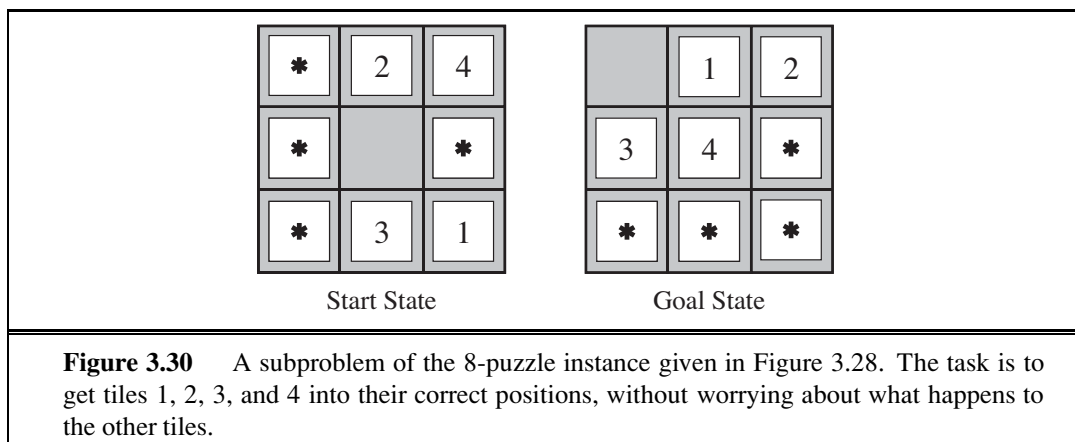 * 2 4 1 2
* * 3 4 *
* 3 1 * * *
Start State Goal State
Figure 3.30 A subproblem of the 8-puzzle instance given in Figure 3.28. The task is to
get tiles 1, 2, 3, and 4 into their correct positions, without worrying about what happens to
the other tiles.